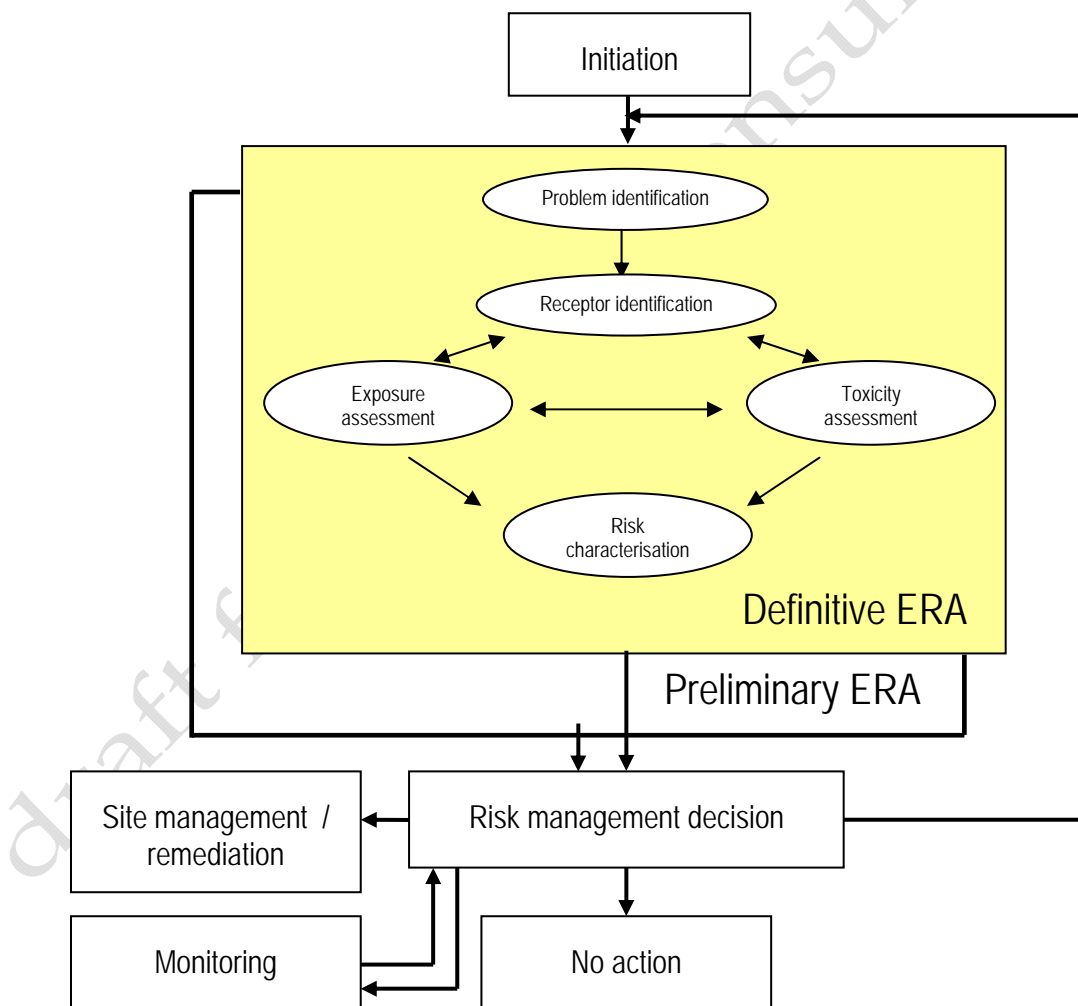 Initiation
Problem identification
Receptor identification
Exposure
assessment
Toxicity
assessment
Risk
characterisation
Definitive ERA
Preliminary ERA
Site management /
remediation
Risk management decision
Monitoring
No action
draft f